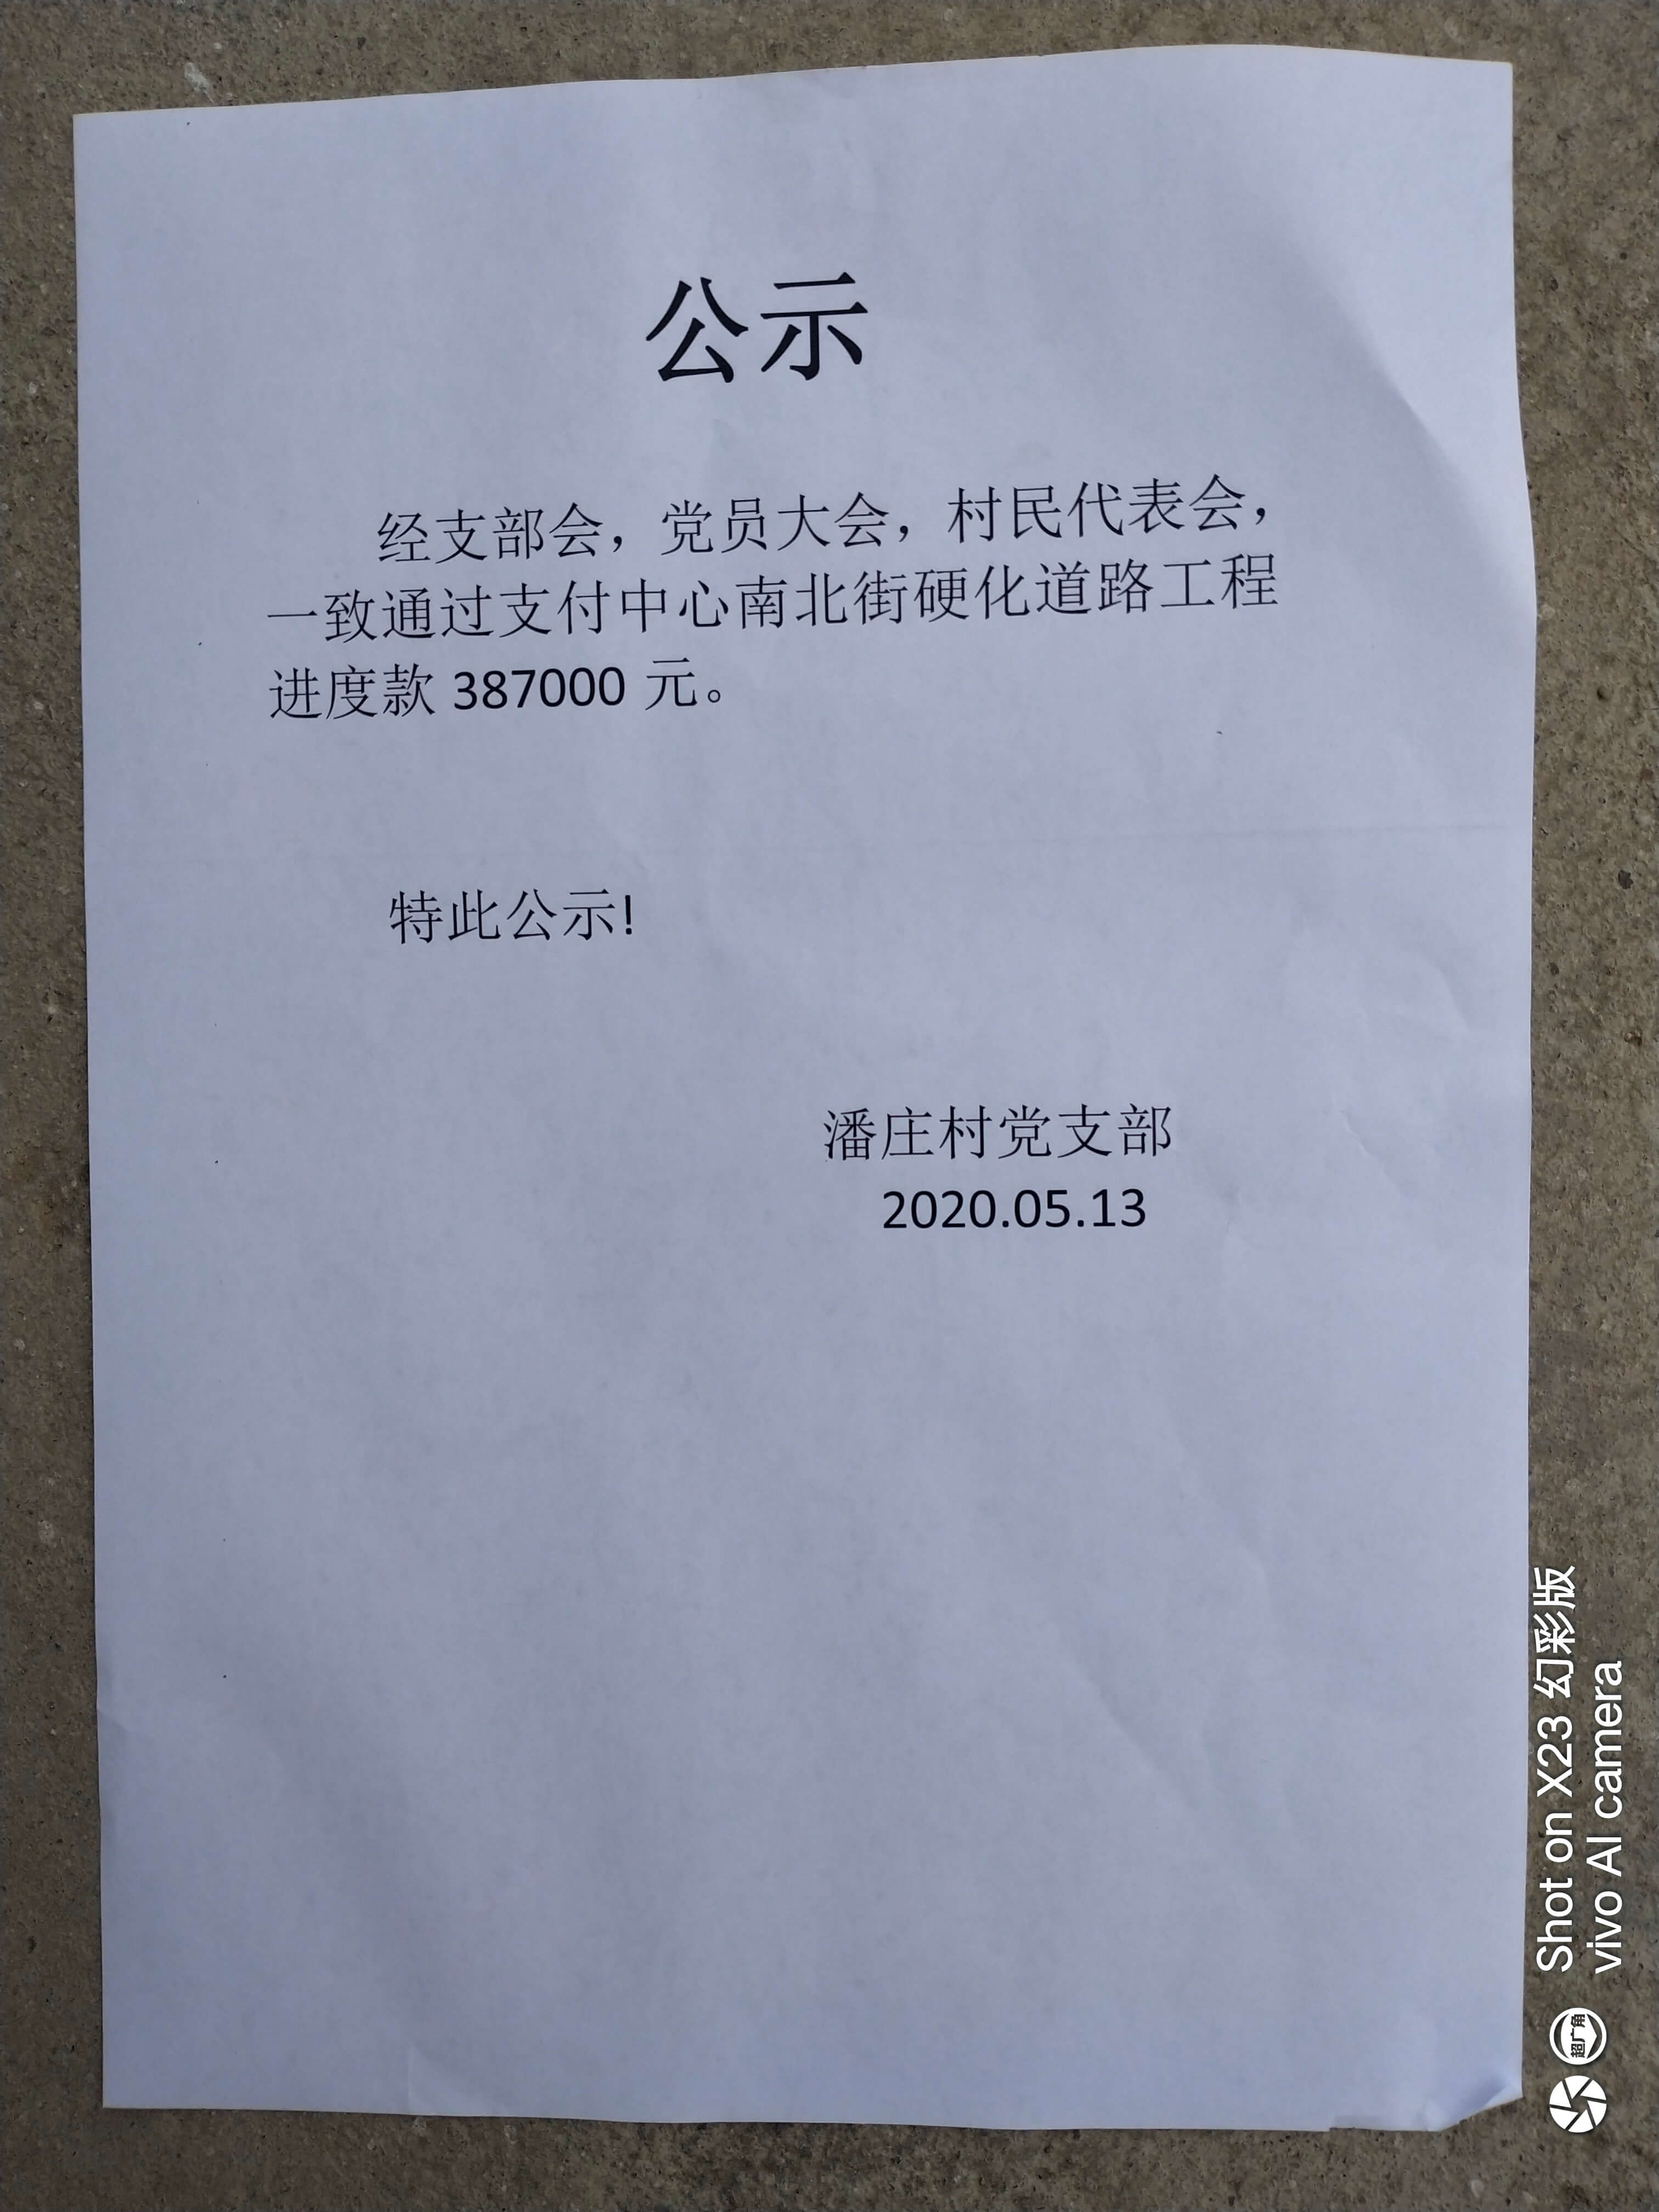 公示
经支部会，党员大会，村民代表会，
一致通过支付中心南北街硬化道路工程
进度款 387000 元。
特此公示!
潘庄村党支部
2020.05.13
Shot on X23 幻彩版
vivo AI camera
超广角